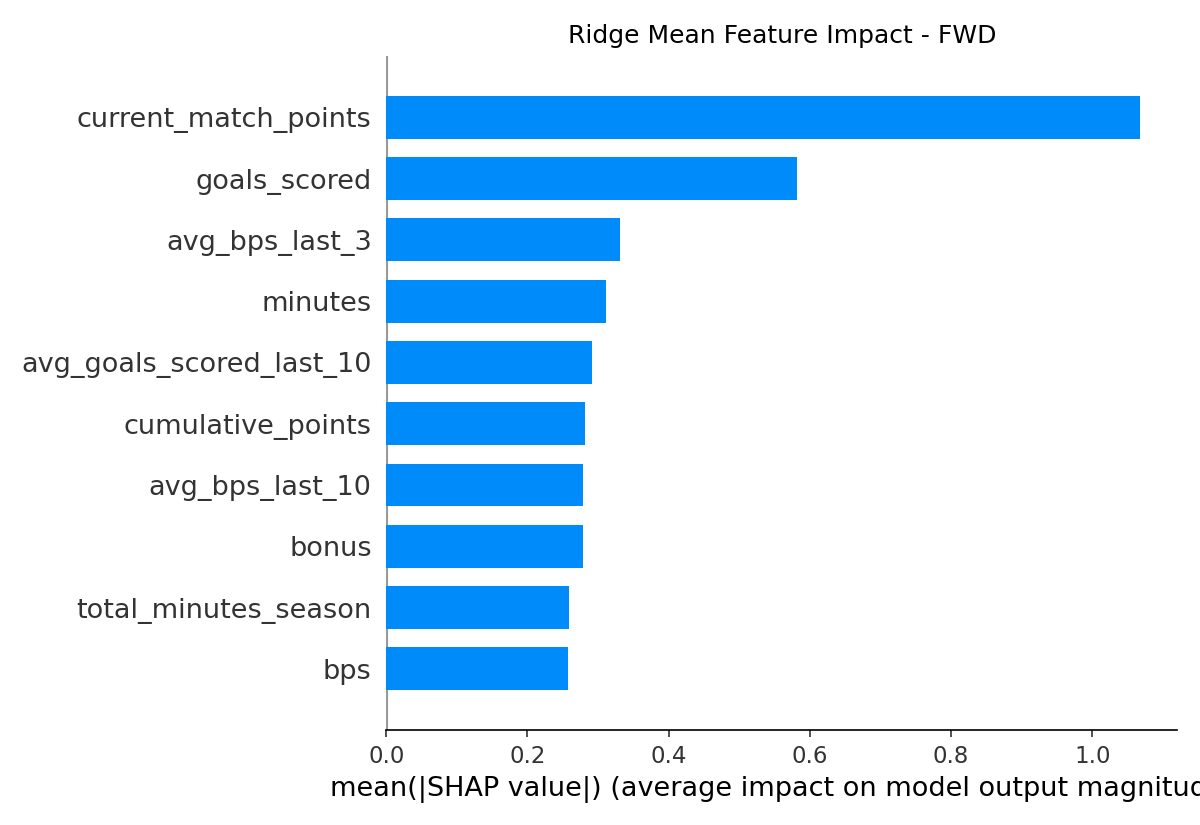 Ridge Mean Feature Impact - FWD
current_match_points
goals_scored
avg_bps_last_3
minutes
avg_goals_scored_last_10
cumulative_points
avg_bps_last_10
bonus
total_minutes_season
bps
0.0 0.2 0.4 0.6 0.8 1.0
mean(|SHAP value|) (average impact on model output magnitud